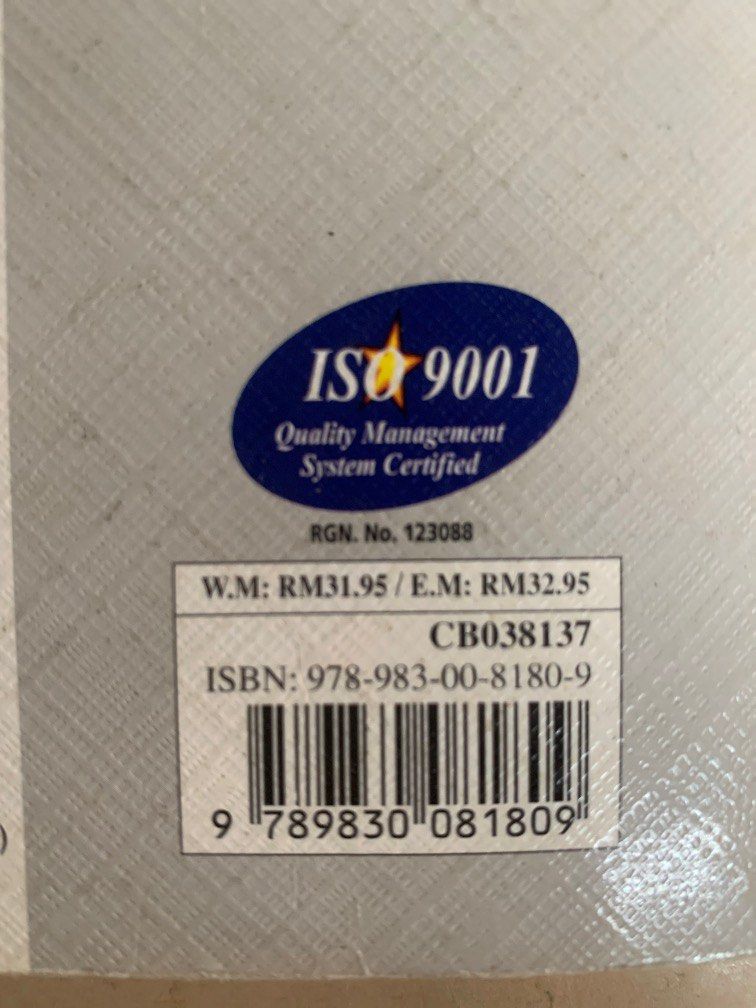 ISO 9001
Quality Management
System Certified
RGN. No. 123088
W.M: RM31.95 / E.M: RM32.95
CB038137
ISBN: 978-983-00-8180-9
9 789830 081809
)